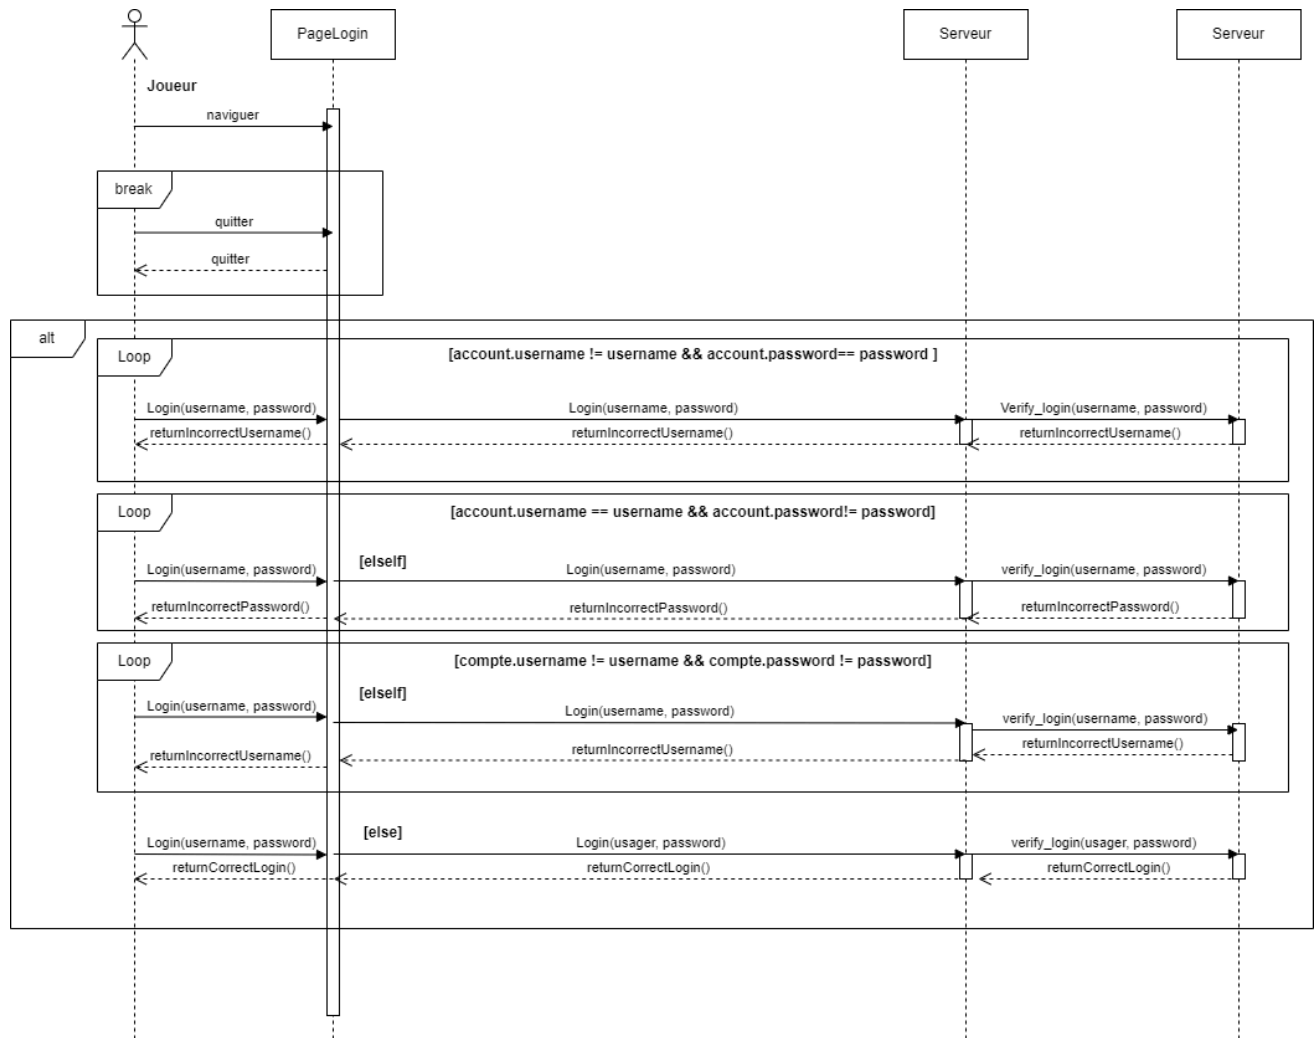 PageLogin
Serveur
Serveur
Joueur
naviguer
break
quitter
quitter
alt
Loop
[account.username != username && account.password== password ]
Login(username, password)
Login(username, password)
Verify_login(username, password)
returnIncorrectUsername()
returnIncorrectUsername()
returnIncorrectUsername()
Loop
[account.username == username && account.password!= password]
[elself]
Login(username, password)
Login(username, password)
verify_login(username, password)
returnIncorrectPassword()
returnIncorrectPassword()
returnIncorrectPassword()
Loop
[compte.username != username && compte.password != password]
[elself]
Login(username, password)
Login(username, password)
verify_login(username, password)
returnIncorrectUsername()
returnIncorrectUsername()
returnIncorrectUsername()
[else]
Login(username, password)
Login(usager, password)
verify_login(usager, password)
returnCorrectLogin()
returnCorrectLogin()
returnCorrectLogin()